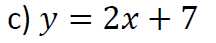 c) y = 2x + 7